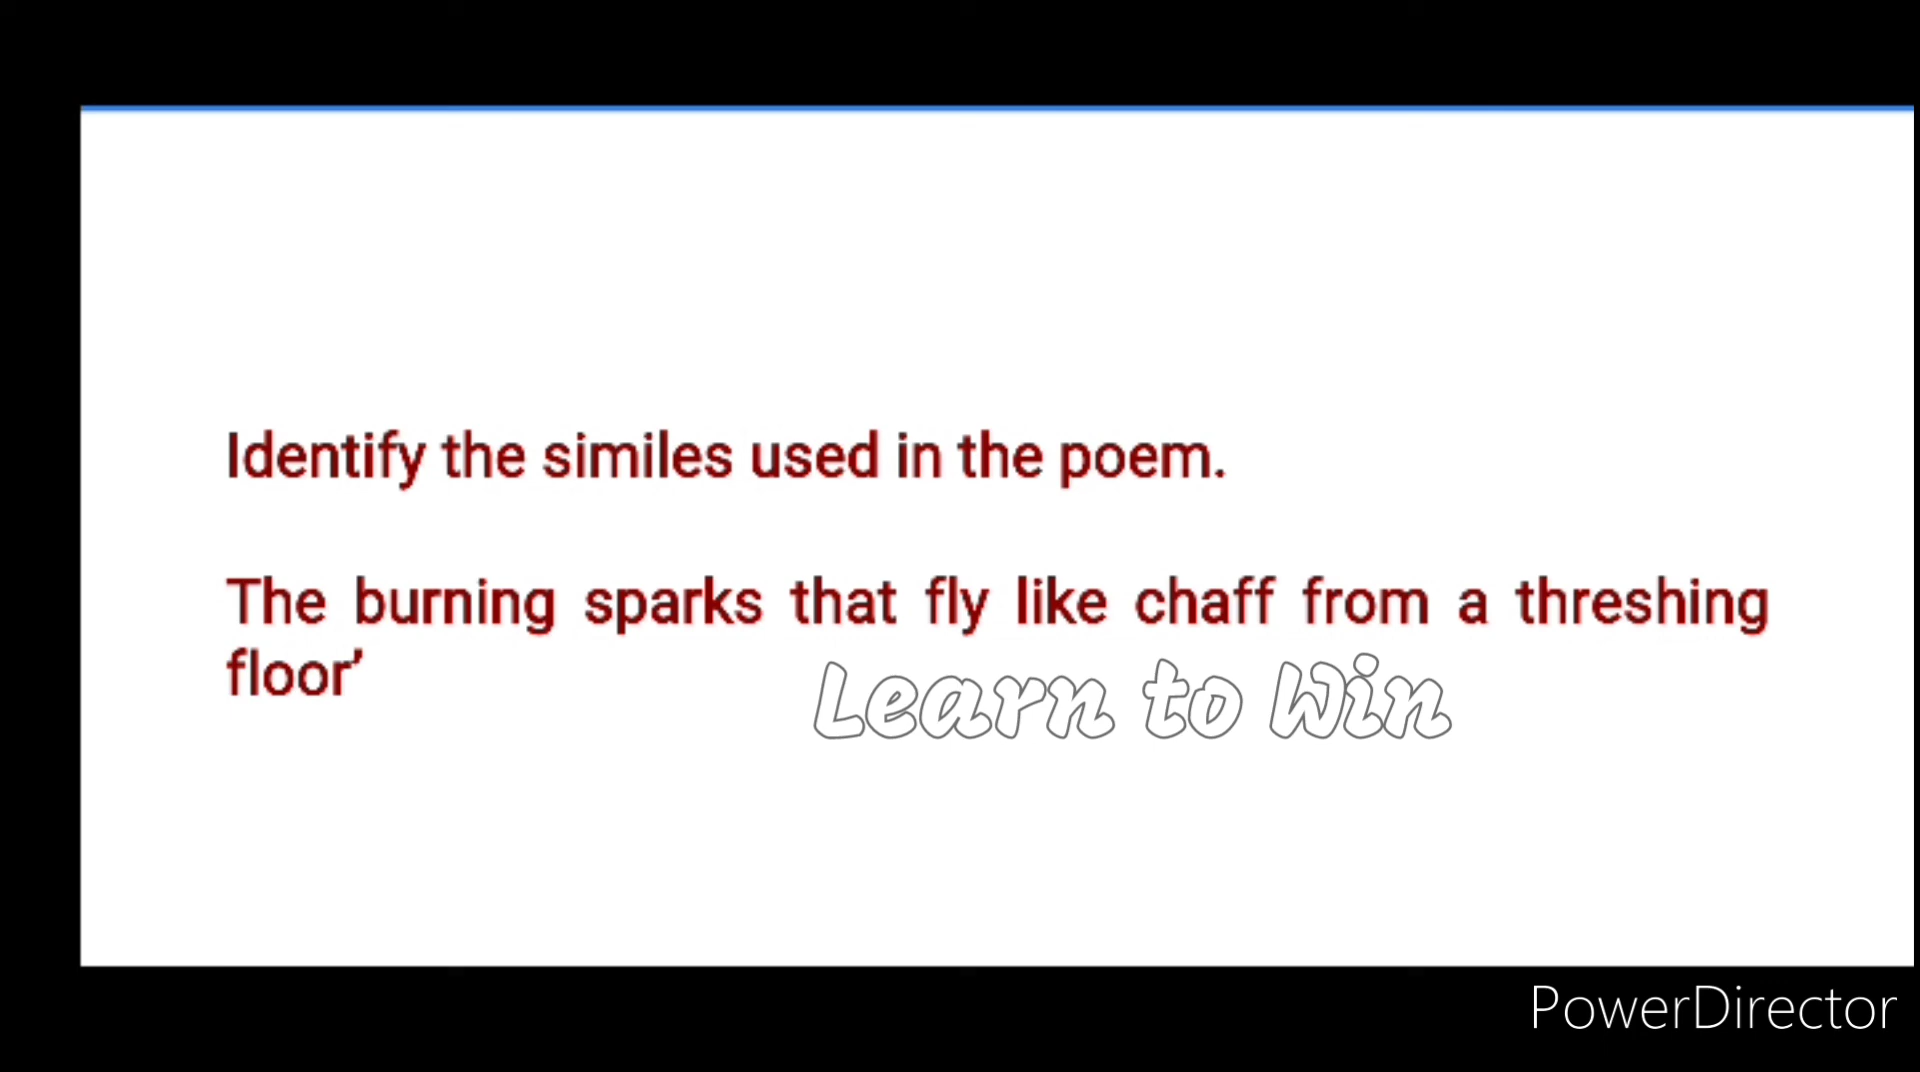 Identify the similes used in the poem.
The burning sparks that fly like chaff from a threshing
floor’
Learn to Win
PowerDirector